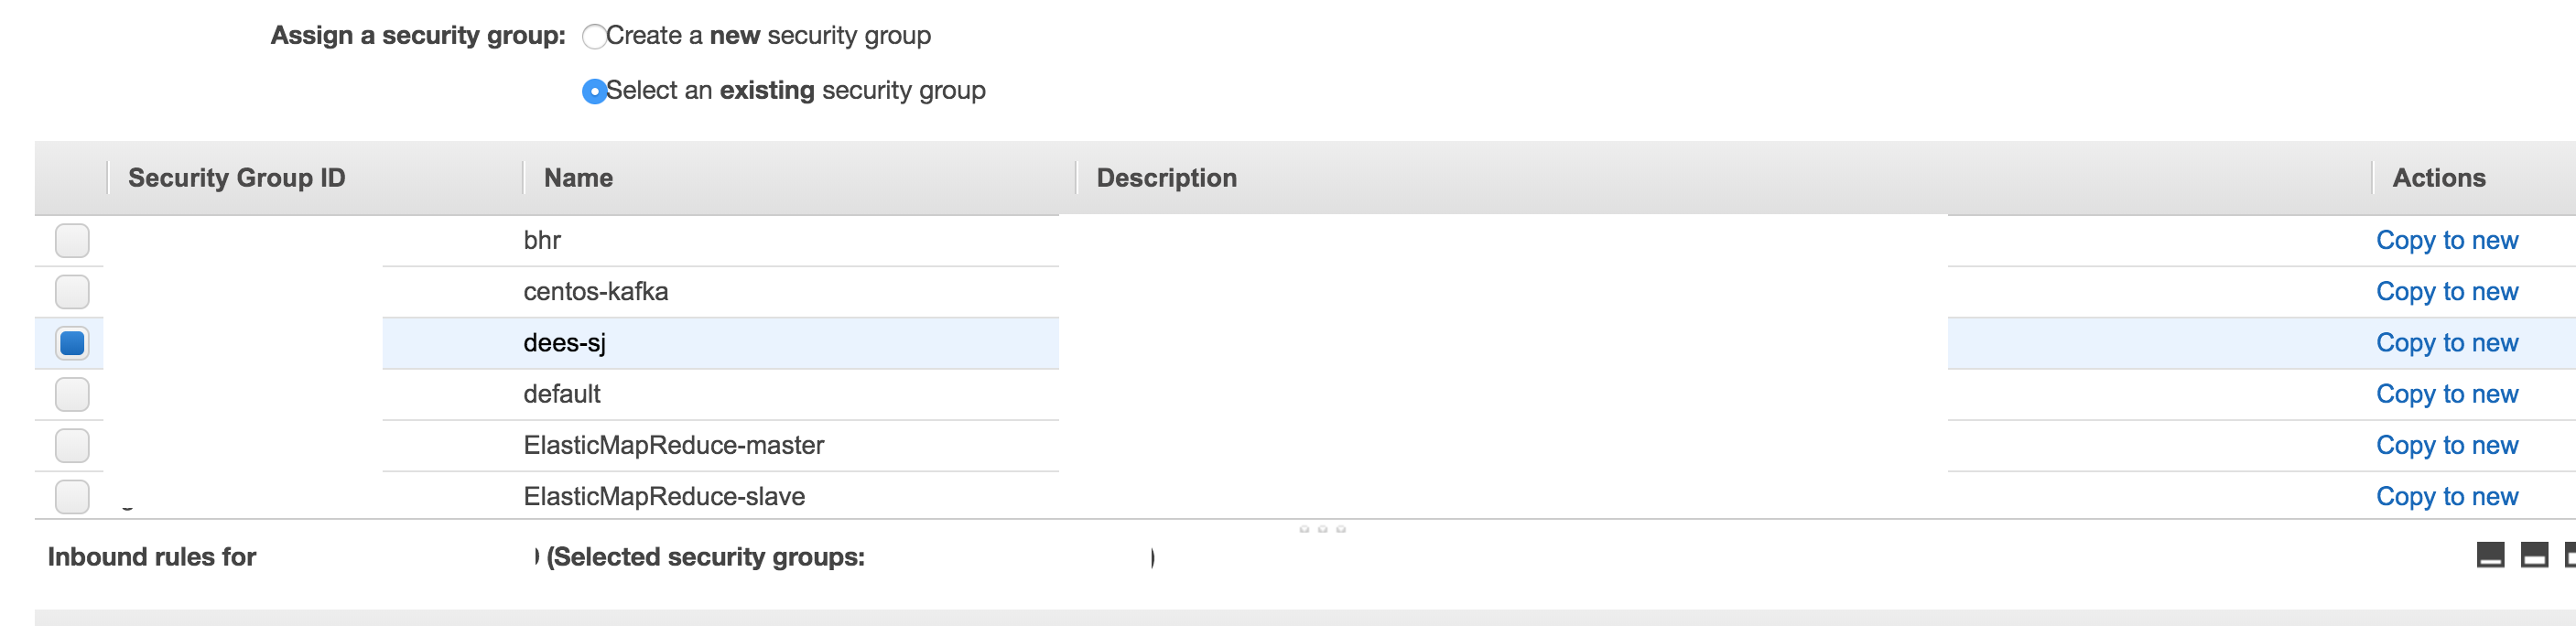 Assign a security group: Create a new security group
Select an existing security group
Security Group ID Name Description Actions
bhr Copy to new
centos-kafka Copy to new
dees-sj Copy to new
default Copy to new
ElasticMapReduce-master Copy to new
ElasticMapReduce-slave Copy to new
Inbound rules for (Selected security groups: )